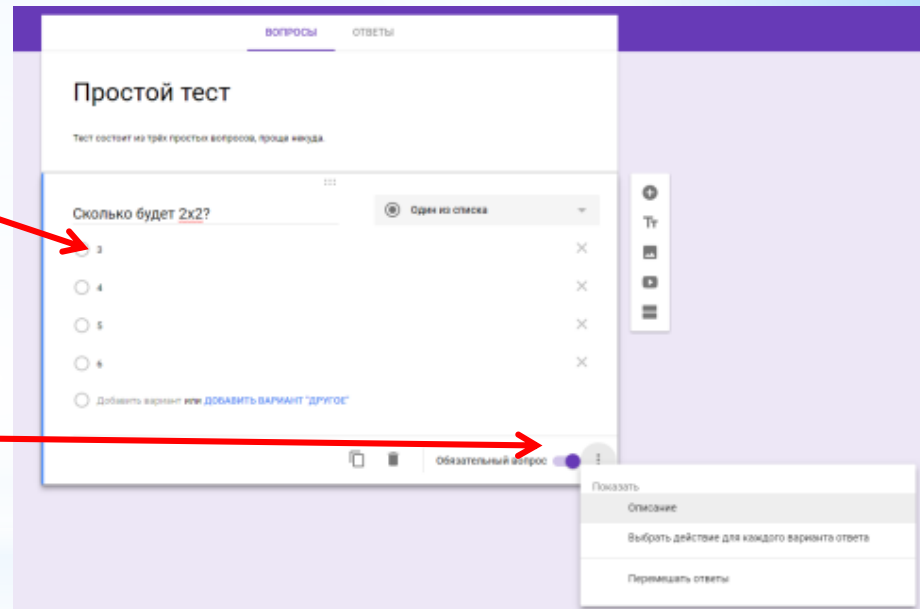 ВОПРОСЫ ОТВЕТЫ
Простой тест
Тест состоит из трёх простых вопросов, проще некуда.
Сколько будет 2x2?
Один из списка
Tт
3
4
5
6
Добавить вариант или ДОБАВИТЬ ВАРИАНТ "ДРУГОЕ"
Обязательный вопрос
Показать
Описание
Выбрать действие для каждого варианта ответа
Перемешать ответы